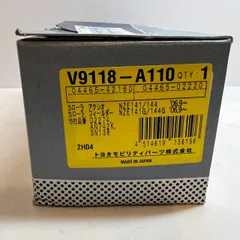 V9118-A110 QTY: 1
04465-42160 04465-02220
カローラ アクシオ NZE141/144 '06.9~
カローラ フィールダー NZE141G/144G '06.9~
2H04
4 514619 156196
トヨタモビリティパーツ株式会社
MADE IN JAPAN